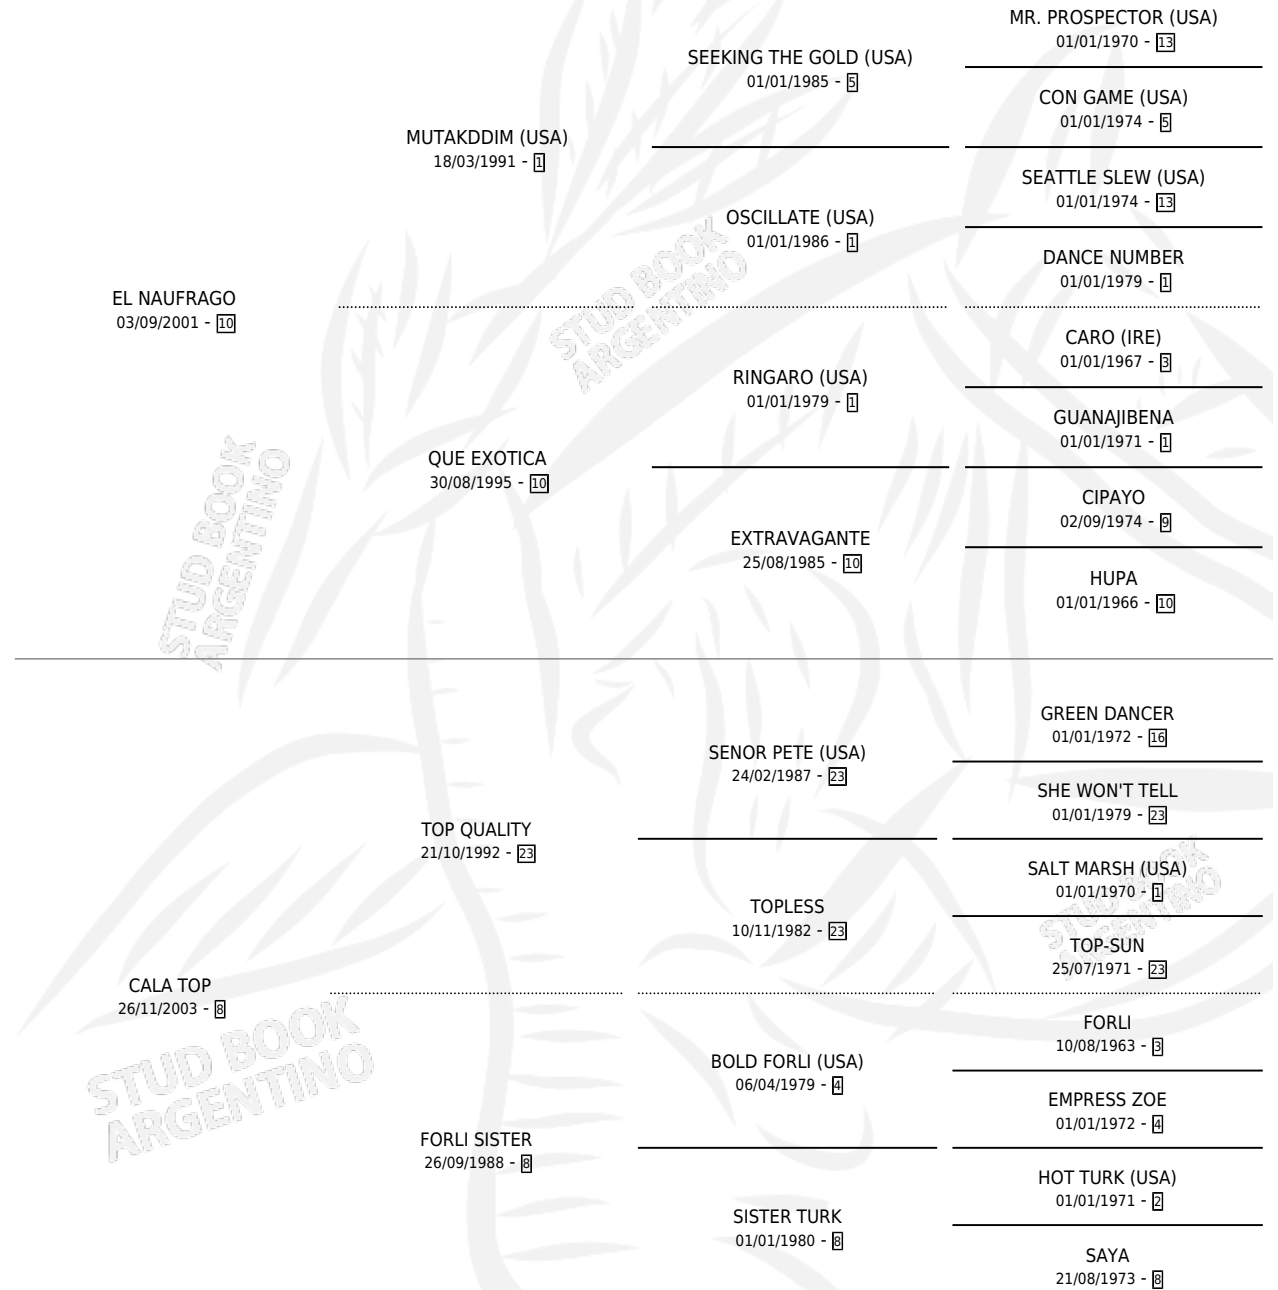 MR. PROSPECTOR (USA)
01/01/1970 - 13
SEEKING THE GOLD (USA)
01/01/1985 - 5
CON GAME (USA)
01/01/1974 - 5
MUTAKDDIM (USA)
18/03/1991 - 1
SEATTLE SLEW (USA)
01/01/1974 - 13
OSCILLATE (USA)
01/01/1986 - 1
DANCE NUMBER
01/01/1979 - 1
EL NAUFRAGO
03/09/2001 - 10
CARO (IRE)
01/01/1967 - 3
RINGARO (USA)
01/01/1979 - 1
GUANAJIBENA
01/01/1971 - 1
QUE EXOTICA
30/08/1995 - 10
CIPAYO
02/09/1974 - 9
EXTRAVAGANTE
25/08/1985 - 10
HUPA
01/01/1966 - 10
GREEN DANCER
01/01/1972 - 16
SENOR PETE (USA)
24/02/1987 - 23
SHE WON'T TELL
01/01/1979 - 23
TOP QUALITY
21/10/1992 - 23
SALT MARSH (USA)
01/01/1970 - 1
TOPLESS
10/11/1982 - 23
TOP-SUN
25/07/1971 - 23
CALA TOP
26/11/2003 - 8
FORLI
10/08/1963 - 3
BOLD FORLI (USA)
06/04/1979 - 4
EMPRESS ZOE
01/01/1972 - 4
FORLI SISTER
26/09/1988 - 8
HOT TURK (USA)
01/01/1971 - 2
SISTER TURK
01/01/1980 - 8
SAYA
21/08/1973 - 8
STUD BOOK
ARGENTINO
STUD BOOK
ARGENTINO
STUD BOOK
ARGENTINO
STUD BOOK
ARGENTINO